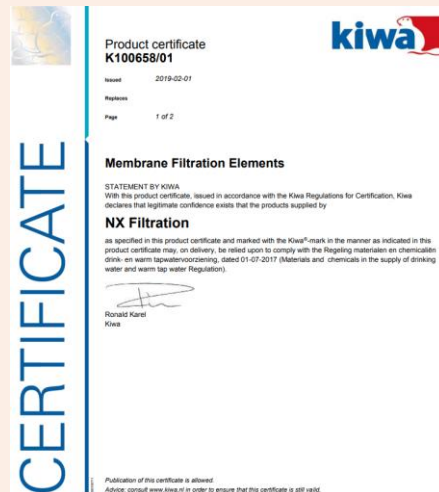 CERTIFICATE
kiwa
Product certificate
K100658/01
Issued 2019-02-01
Replaces
Page 1 of 2
Membrane Filtration Elements
STATEMENT BY KIWA
With this product certificate, issued in accordance with the Kiwa Regulations for Certification, Kiwa
declares that legitimate confidence exists that the products supplied by
NX Filtration
as specified in this product certificate and marked with the Kiwa®-mark in the manner as indicated in this
product certificate may, on delivery, be relied upon to comply with the Regeling materialen en chemicaliën
drink- en warm tapwatervoorziening, dated 01-07-2017 (Materials and chemicals in the supply of drinking
water and warm tap water Regulation).
Ronald Karel
Kiwa
Publication of this certificate is allowed.
Advice: consult www.kiwa.nl in order to ensure that this certificate is still valid.